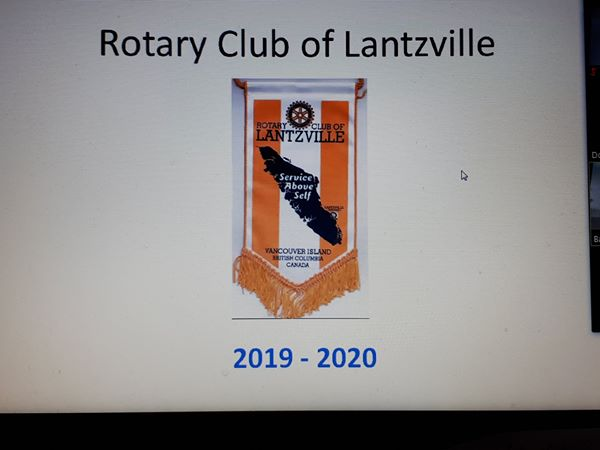 Rotary Club of Lantzville
ROTARY CLUB OF
LANTZVILLE
Service
Above
Self
VANCOUVER ISLAND
BRITISH COLUMBIA
CANADA
2019 - 2020